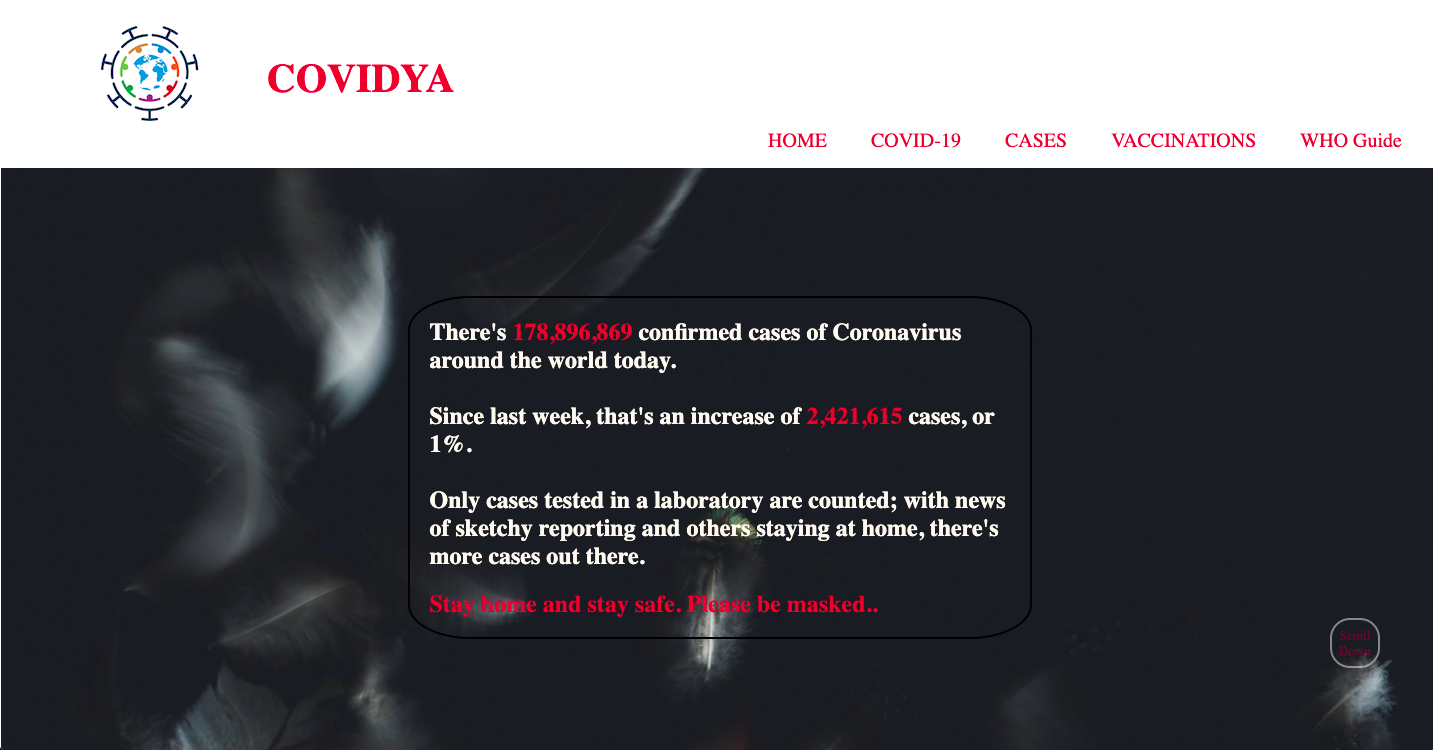 COVIDYA
HOME COVID-19 CASES VACCINATIONS WHO Guide
There's 178,896,869 confirmed cases of Coronavirus
around the world today.
Since last week, that's an increase of 2,421,615 cases, or
1%.
Only cases tested in a laboratory are counted; with news
of sketchy reporting and others staying at home, there's
more cases out there.
Stay home and stay safe. Please be masked..
Scroll
Down